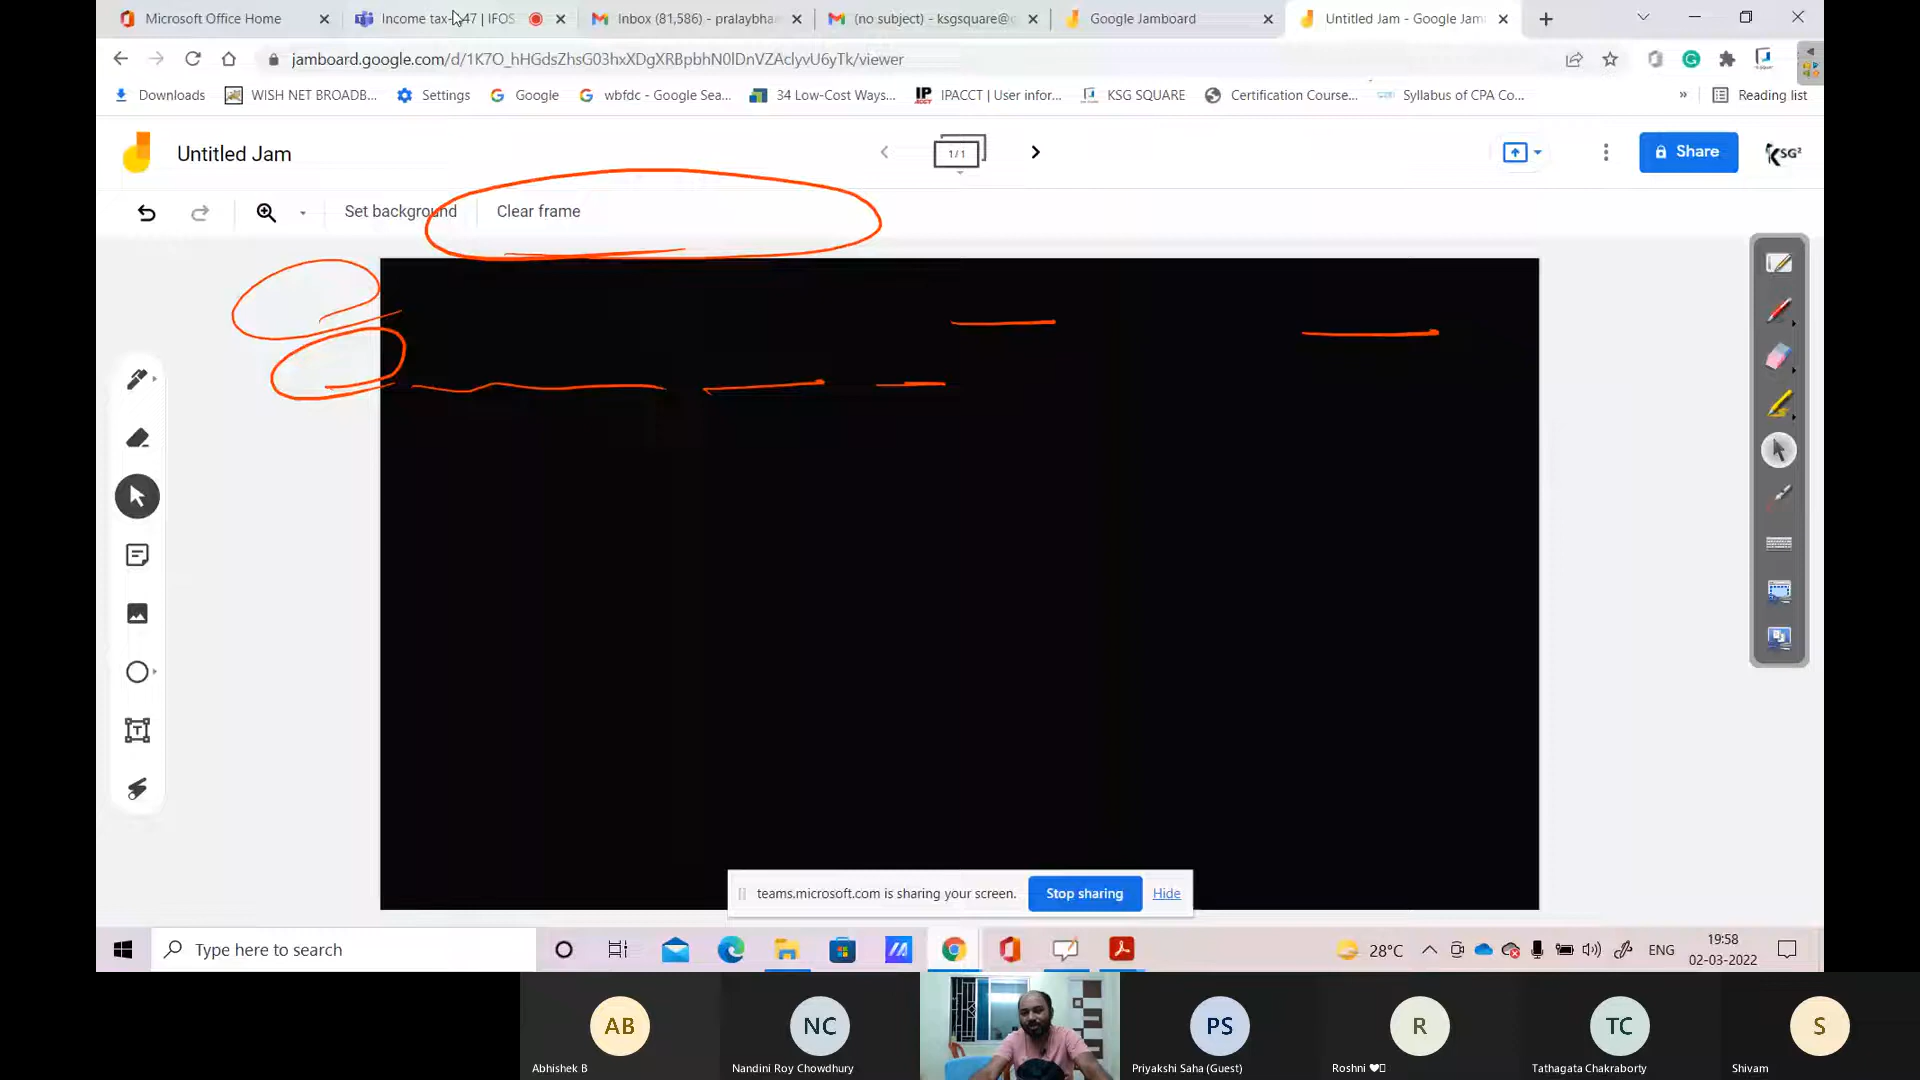 Microsoft Office Home
Income tax- 47 | IFOS
Inbox (81,586) - pralaybha
(no subject) - ksgsquare@
Google Jamboard
Untitled Jam - Google Jam
jamboard.google.com/d/1K7O_hHGdsZhsG03hxXDgXRBpbhN0lDnVZAclyvU6yTk/viewer
Downloads
WISH NET BROADB...
Settings
Google
wbfdc - Google Sea...
34 Low-Cost Ways...
IPACCT | User infor...
KSG SQUARE
Certification Course...
Syllabus of CPA Co...
»
Reading list
Untitled Jam
1 / 1
Share
KSG²
Set background
Clear frame
teams.microsoft.com is sharing your screen.
Stop sharing
Hide
Type here to search
28°C
ENG
19:58
02-03-2022
AB
NC
PS
R
TC
S
Abhishek B
Nandini Roy Chowdhury
Priyakshi Saha (Guest)
Roshni ❤
Tathagata Chakraborty
Shivam